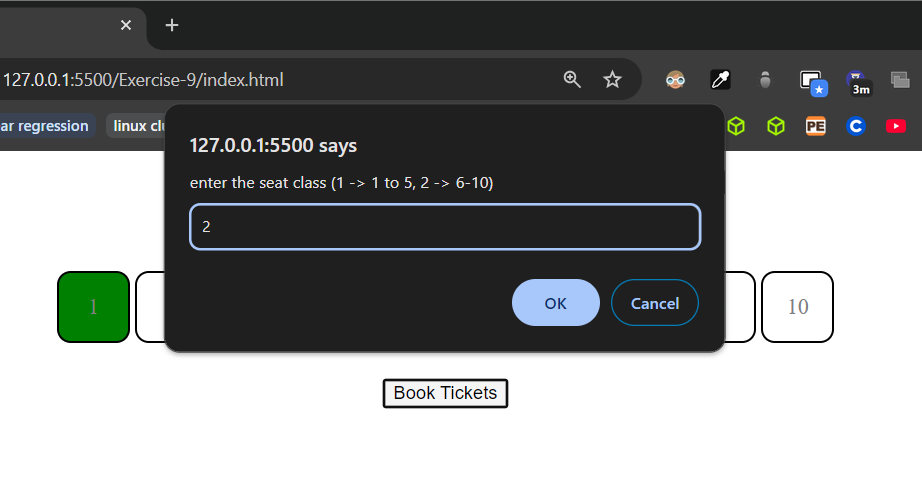 127.0.0.1:5500/Exercise-9/index.html
3m
ar regression
linux clu
PE
C
127.0.0.1:5500 says
enter the seat class (1 -> 1 to 5, 2 -> 6-10)
2
OK
Cancel
1
10
Book Tickets